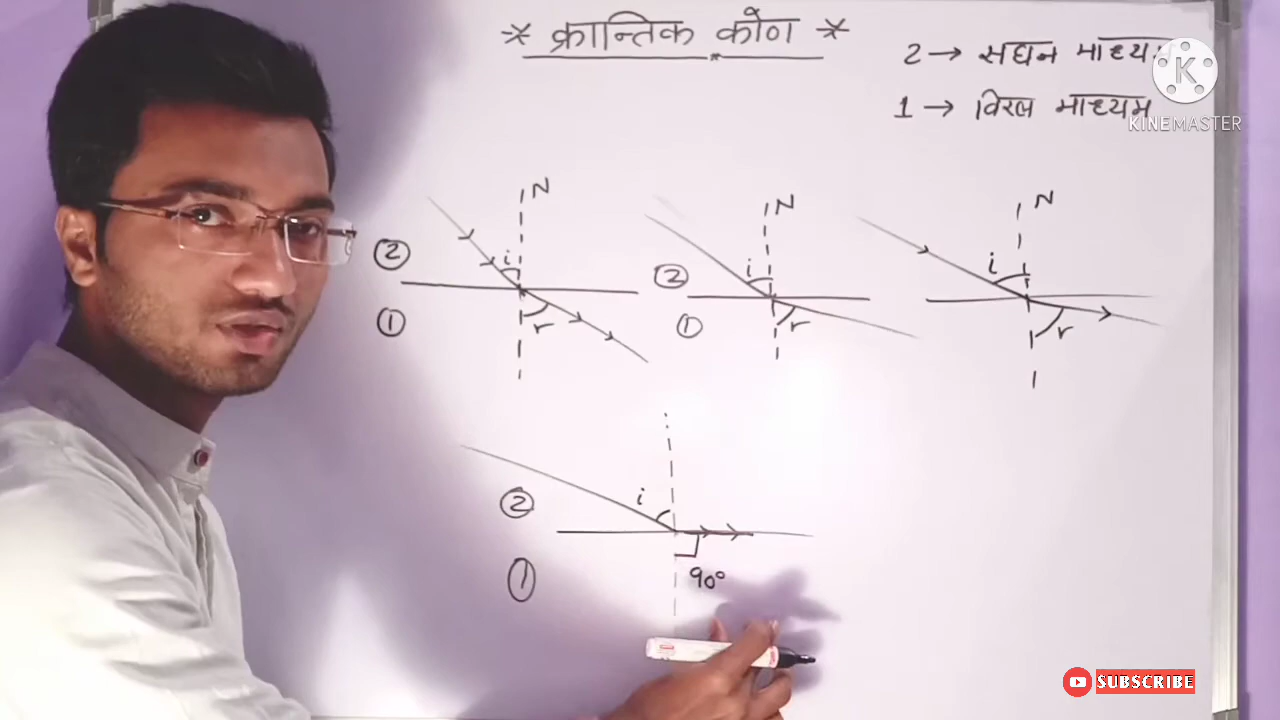 * क्रान्तिक कोण *
2 → सघन माध्यम
1 → विरल माध्यम
K
KINEMASTER
N
N
N
② i
① r
② i
① r
i
r
② i
① 90°
SUBSCRIBE